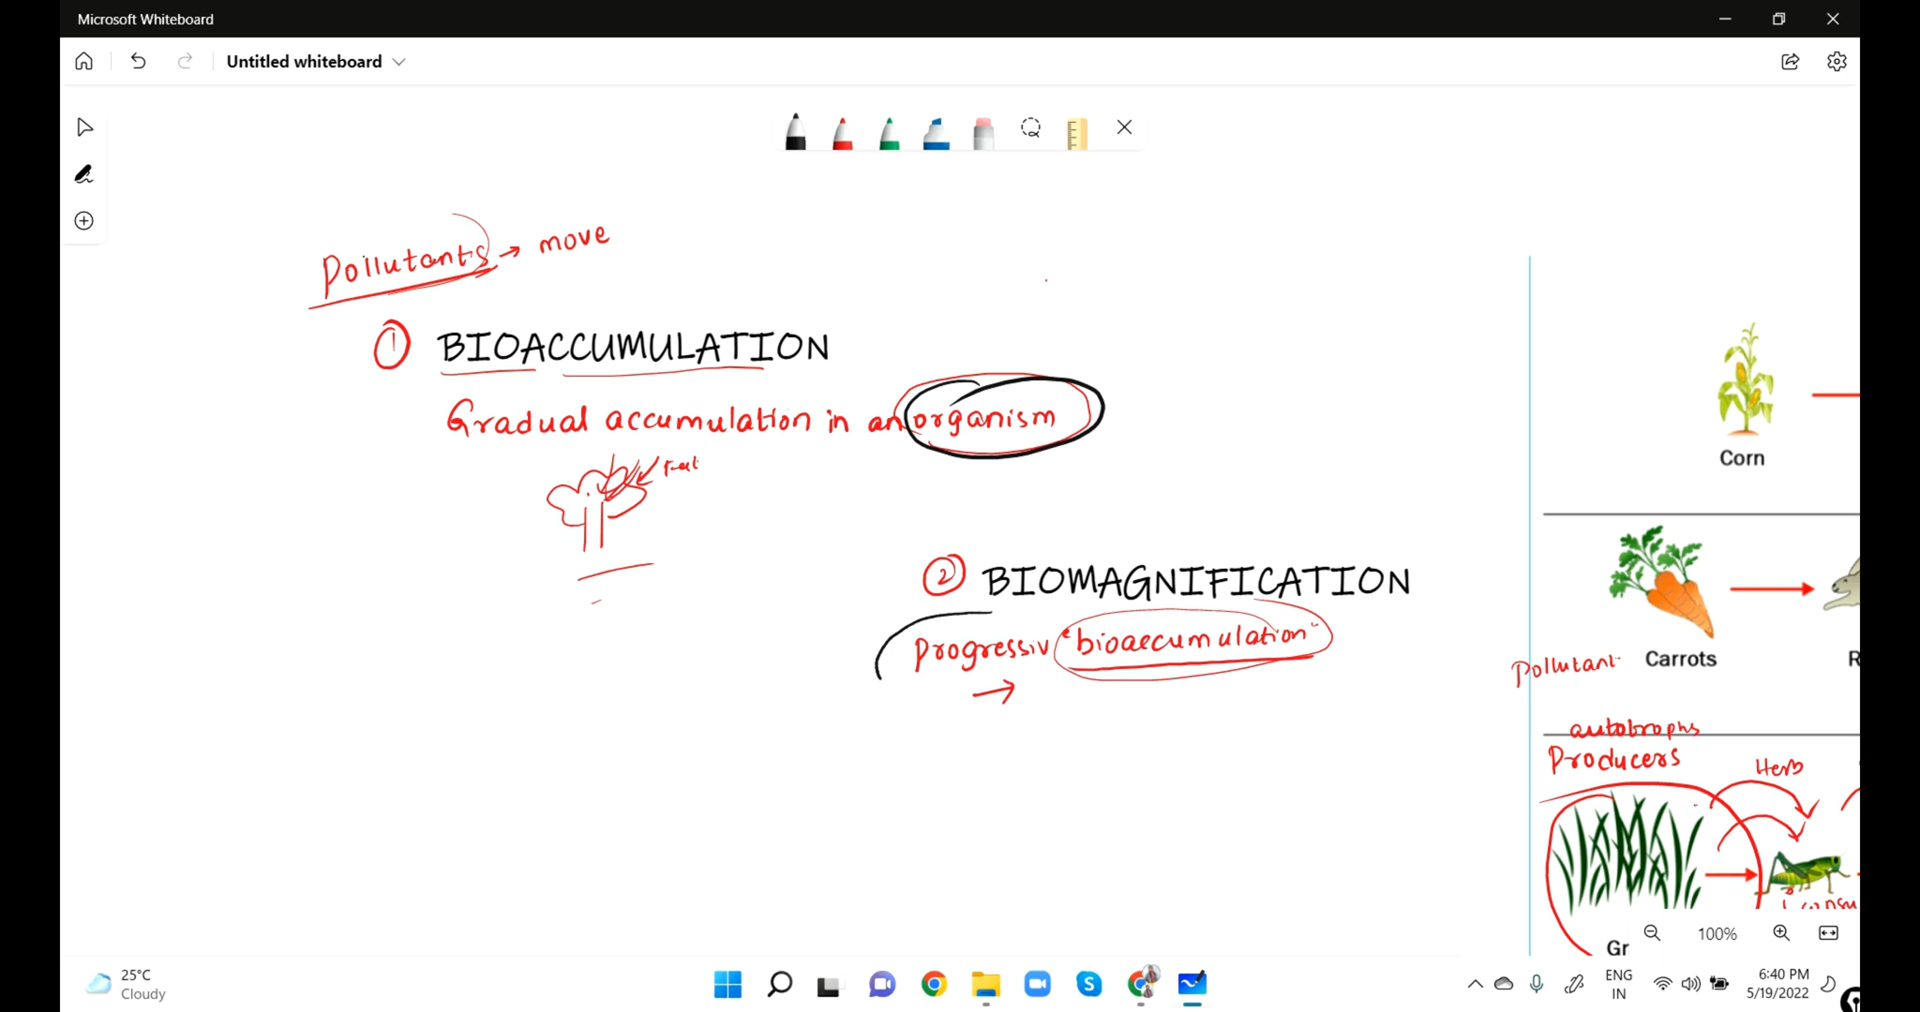 Microsoft Whiteboard
Untitled whiteboard
Pollutants → move
① BIOACCUMULATION
Gradual accumulation in an organism
② BIOMAGNIFICATION
Progressiv "bioaccumulation"
→
Corn
Carrots
R
Pollutant
autotrophs
Producers
Herb
Gr
100%
25°C
Cloudy
ENG
IN
6:40 PM
5/19/2022